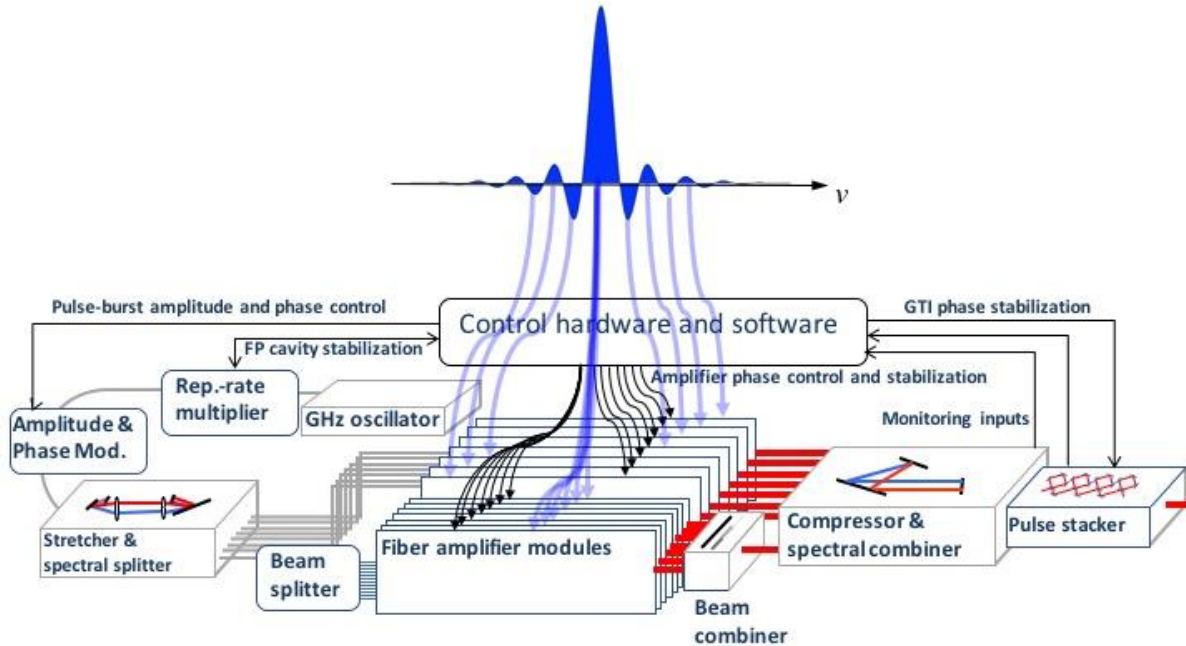 ν
Pulse-burst amplitude and phase control
GTI phase stabilization
Control hardware and software
FP cavity stabilization
Rep.-rate
multiplier
Amplifier phase control and stabilization
GHz oscillator
Amplitude &
Phase Mod.
Monitoring inputs
Stretcher &
spectral splitter
Beam
splitter
Fiber amplifier modules
Beam
combiner
Compressor &
spectral combiner
Pulse stacker